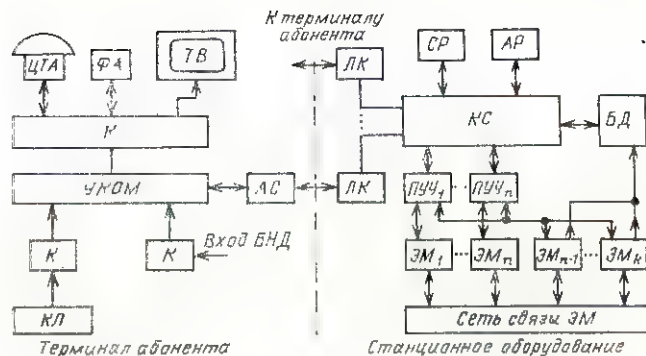 К терминалу
абонента
ЦТА
ФА
ТВ
ЛК
СР
АР
К
КС
БД
УКОМ
АС
ЛК
ПУЧ1
ПУЧn
К
К
Вход БНД
ЭМ1
ЭМn
ЭМn-1
ЭМk
КЛ
Сеть связы ЭМ
Терминал абонента
Станционное оборудование